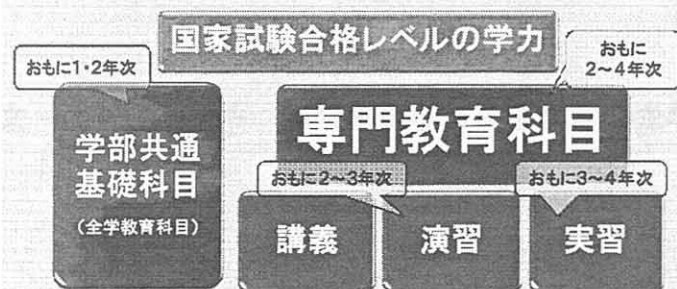 国家試験合格レベルの学力
おもに1・2年次
おもに
2～4年次
学部共通
基礎科目
(全学教育科目)
専門教育科目
おもに2～3年次
おもに3～4年次
講義
演習
実習